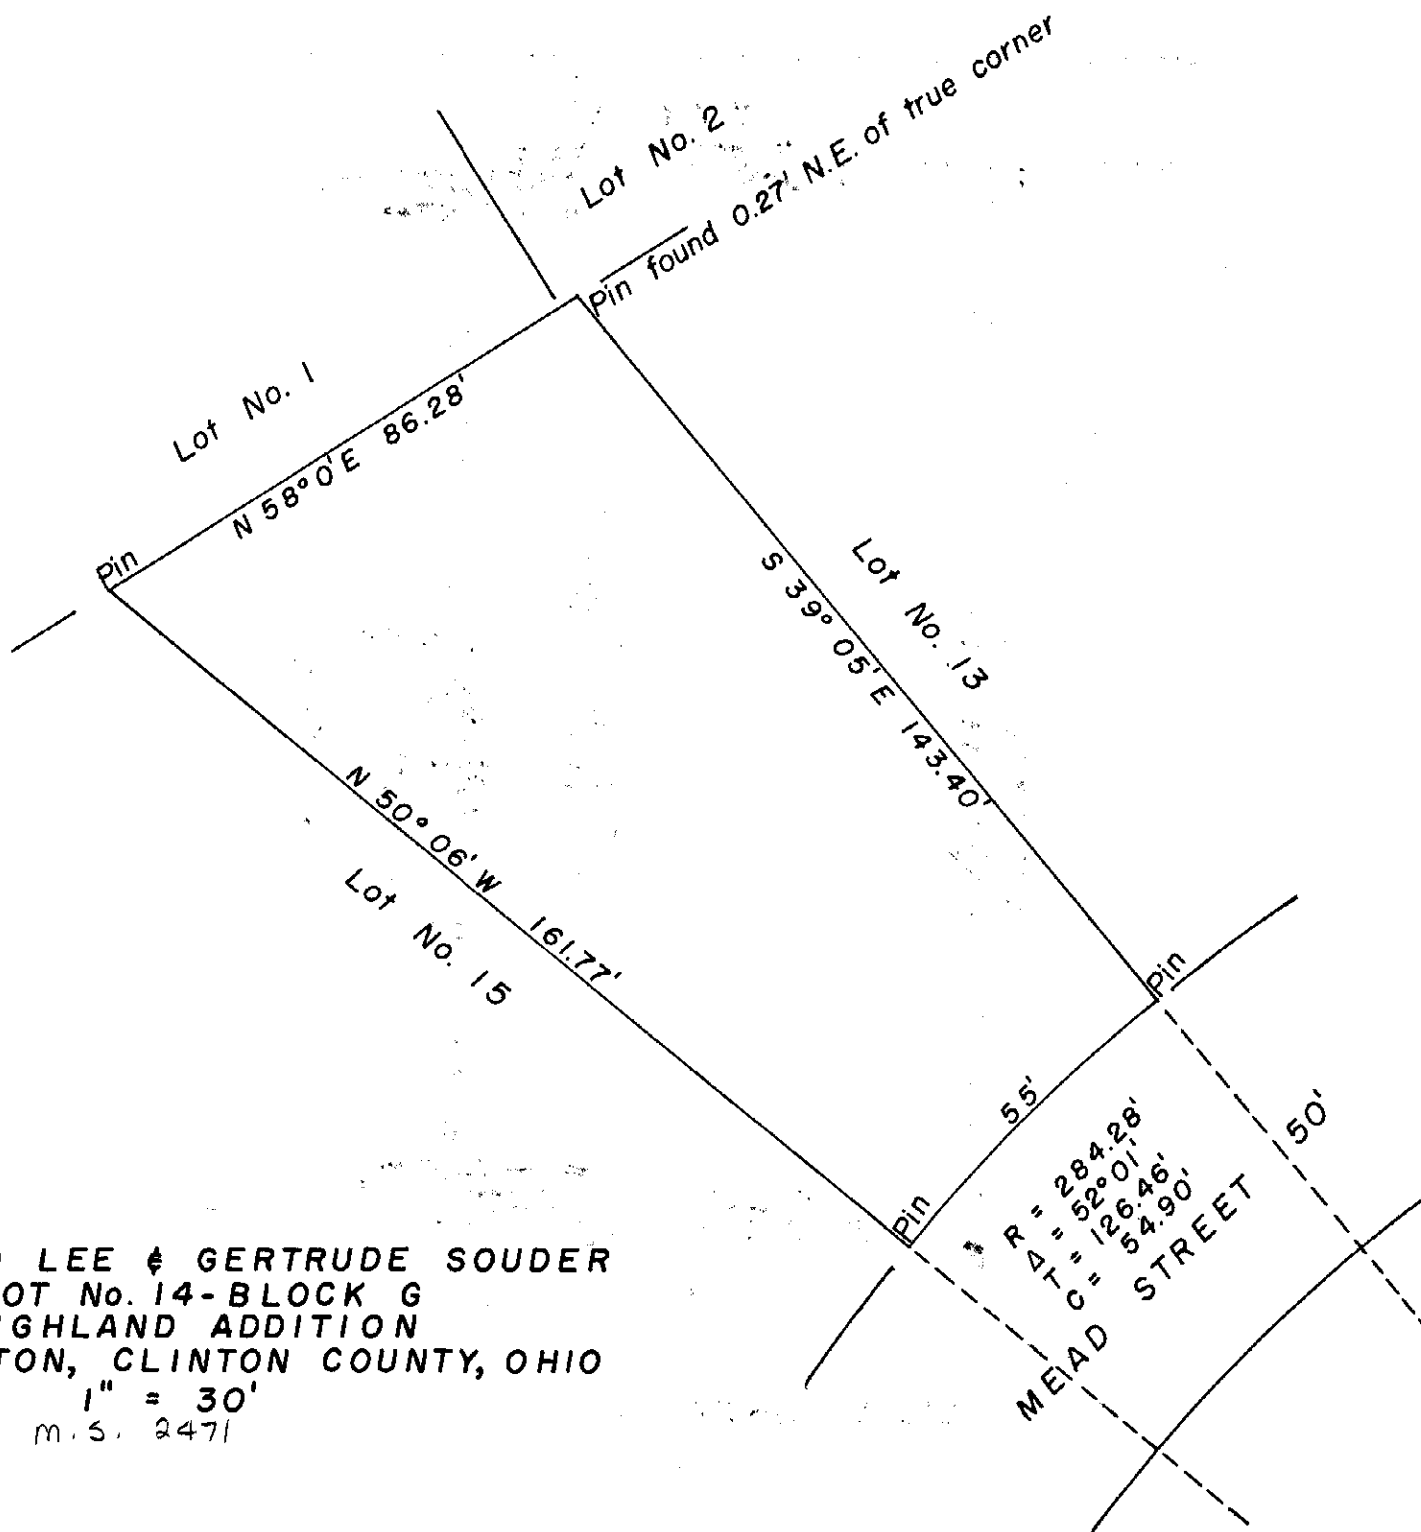 Lot No. 2
Pin found 0.27' N.E. of true corner
Lot No. 1
N 58°0' E 86.28'
Pin
S 39° 05' E 143.40'
Lot No. 13
N 50° 06' W 161.77'
Lot No. 15
Pin
55'
50'
Pin
R = 284.28'
Δ = 52° 01'
T = 126.46'
C = 54.90'
MEAD STREET
LEE & GERTRUDE SOUDER
OT No. 14 - BLOCK G
GHLAND ADDITION
TON, CLINTON COUNTY, OHIO
1" = 30'
m.s. 2471